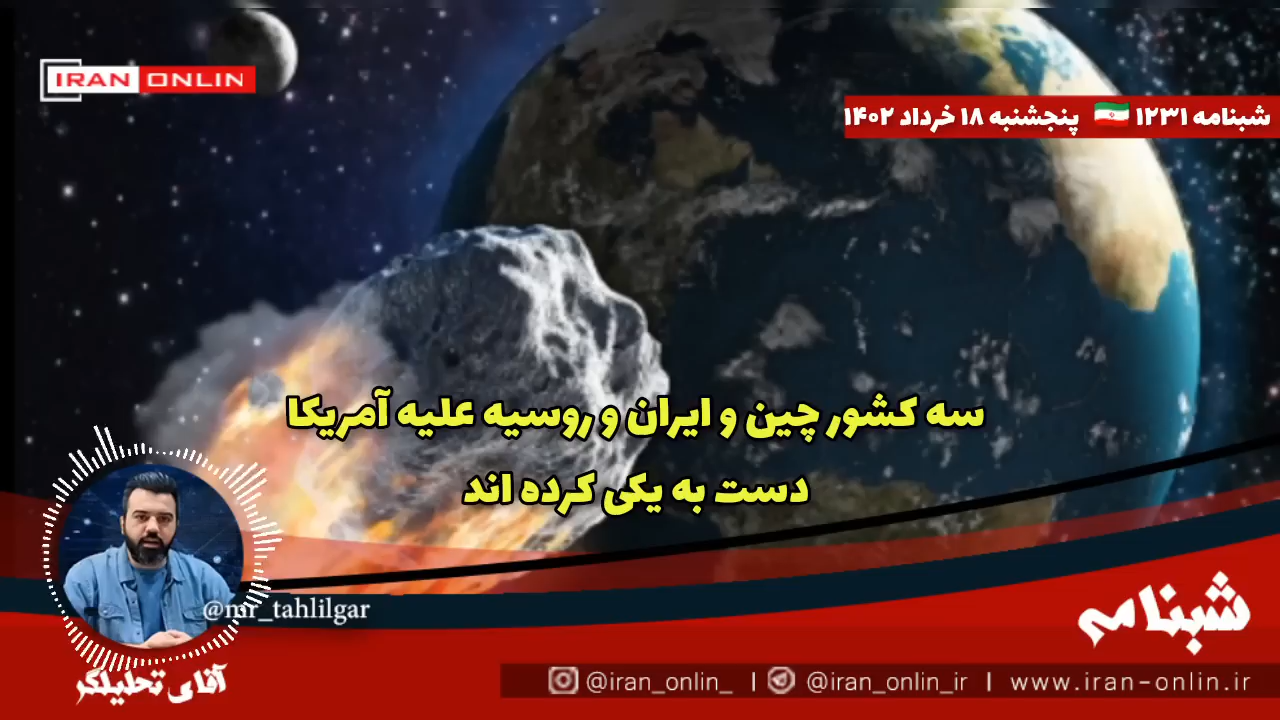 IRAN ONLIN
شبنامه ۱۲۳۱ پنجشنبه ۱۸ خرداد ۱۴۰۲
سه کشور چین و ایران و روسیه علیه آمریکا
دست به یکی کرده اند
@mr_tahlilgar
شبنامه
آقای تحلیلگر
@iran_onlin_ | @iran_onlin_ir | www.iran-onlin.ir